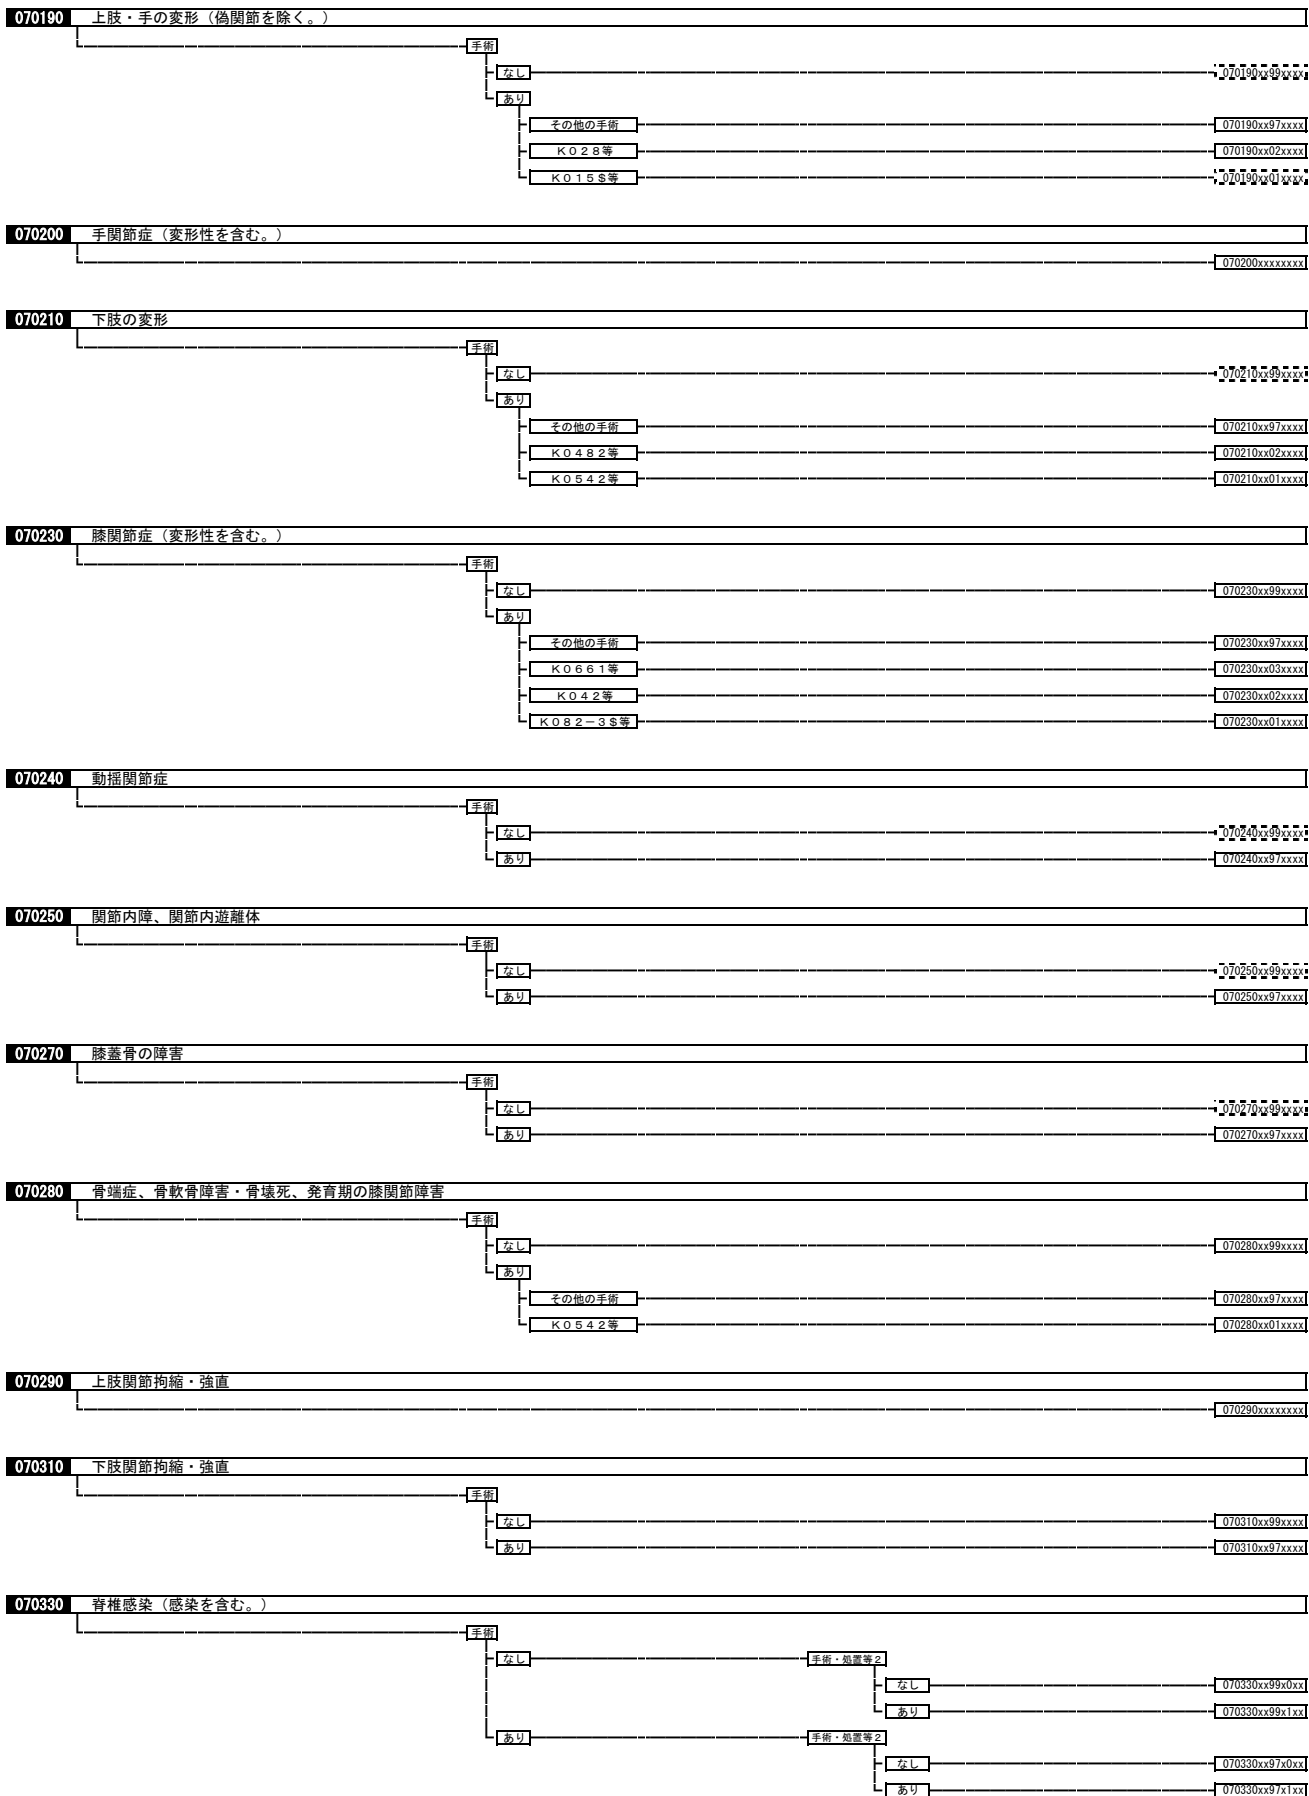 070190 上肢・手の変形（偽関節を除く。）
手術
なし 070190xx99xxxx
あり
その他の手術 070190xx97xxxx
Ｋ０２８等 070190xx02xxxx
Ｋ０１５＄等 070190xx01xxxx
070200 手関節症（変形性を含む。）
070200xxxxxxxx
070210 下肢の変形
手術
なし 070210xx99xxxx
あり
その他の手術 070210xx97xxxx
Ｋ０４８２等 070210xx02xxxx
Ｋ０５４２等 070210xx01xxxx
070230 膝関節症（変形性を含む。）
手術
なし 070230xx99xxxx
あり
その他の手術 070230xx97xxxx
Ｋ０６６１等 070230xx03xxxx
Ｋ０４２等 070230xx02xxxx
Ｋ０８２－３＄等 070230xx01xxxx
070240 動揺関節症
手術
なし 070240xx99xxxx
あり 070240xx97xxxx
070250 関節内障、関節内遊離体
手術
なし 070250xx99xxxx
あり 070250xx97xxxx
070270 膝蓋骨の障害
手術
なし 070270xx99xxxx
あり 070270xx97xxxx
070280 骨端症、骨軟骨障害・骨壊死、発育期の膝関節障害
手術
なし 070280xx99xxxx
あり
その他の手術 070280xx97xxxx
Ｋ０５４２等 070280xx01xxxx
070290 上肢関節拘縮・強直
070290xxxxxxxx
070310 下肢関節拘縮・強直
手術
なし 070310xx99xxxx
あり 070310xx97xxxx
070330 脊椎感染（感染を含む。）
手術
なし 手術・処置等２
なし 070330xx99x0xx
あり 070330xx99x1xx
あり 手術・処置等２
なし 070330xx97x0xx
あり 070330xx97x1xx